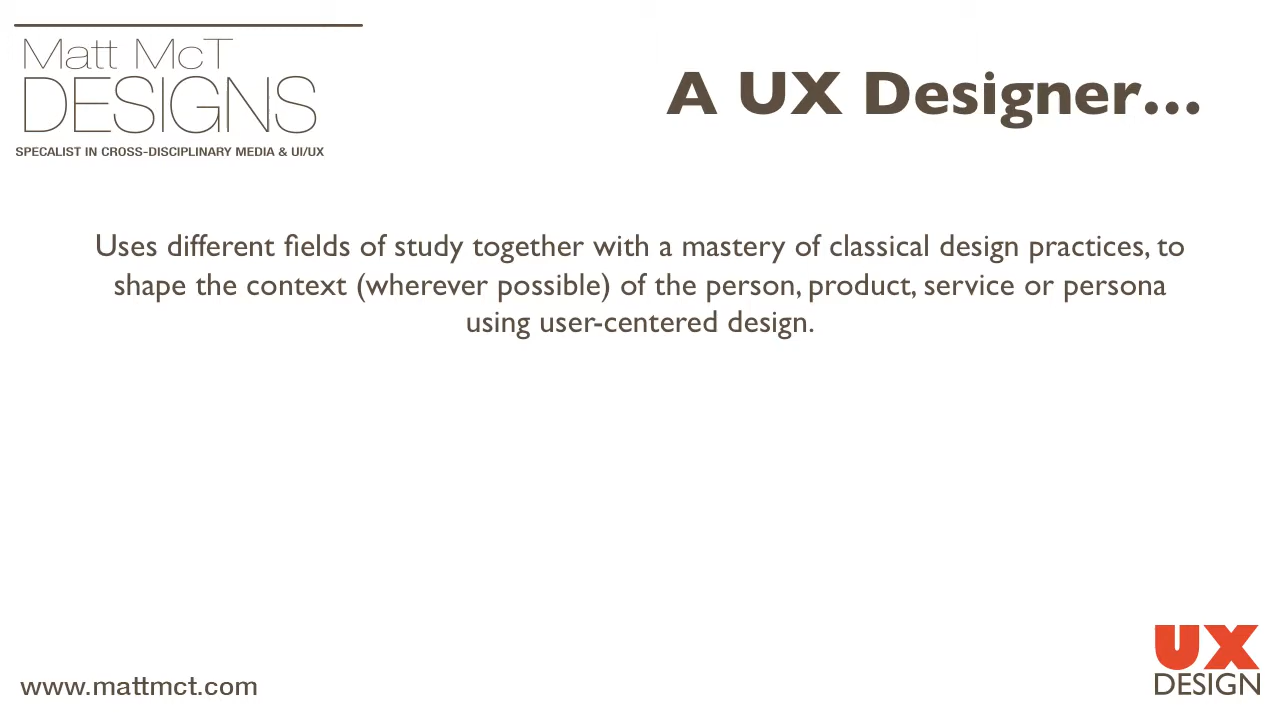 Matt McT
DESIGNS
SPECALIST IN CROSS-DISCIPLINARY MEDIA & UI/UX
A UX Designer...
Uses different fields of study together with a mastery of classical design practices, to
shape the context (wherever possible) of the person, product, service or persona
using user-centered design.
www.mattmct.com
UX
DESIGN